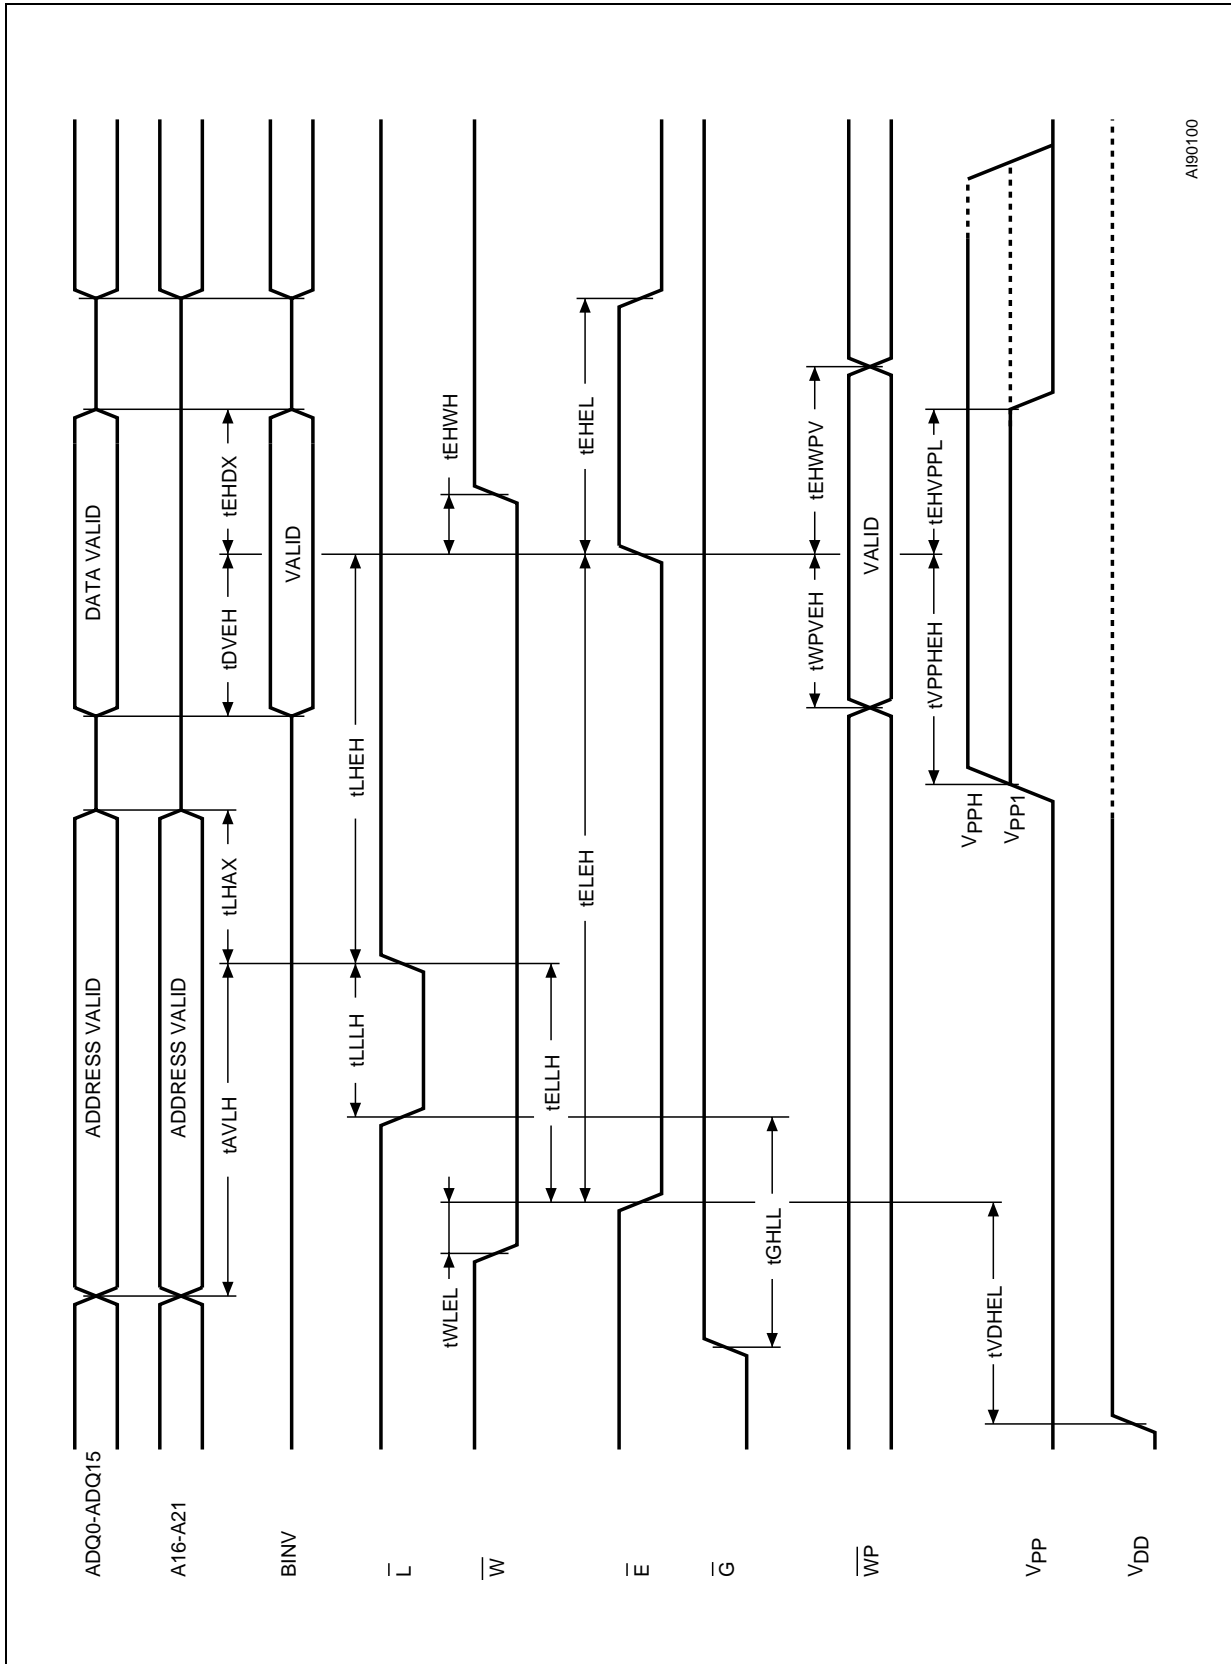 ADQ0-ADQ15
ADDRESS VALID
DATA VALID
A16-A21
ADDRESS VALID
tAVLH
tLHAX
tDVEH
tEHDX
BINV
VALID
L
tLLLH
tLHEH
W
tWLEL
tEHWH
tELLH
E
tELEH
tEHEL
G
tGHLL
WP
tWPVEH
tEHWPV
VALID
tVPPHEH
tEHVPPL
VPPH
VPP1
VPP
tVDHEL
VDD
AI90100